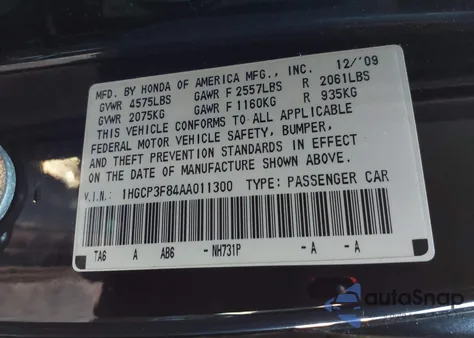 MFD. BY HONDA OF AMERICA MFG., INC. 12/'09
GVWR 4575LBS GAWR F 2557LBS R 2061LBS
GVWR 2075KG GAWR F 1160KG R 935KG
THIS VEHICLE CONFORMS TO ALL APPLICABLE
FEDERAL MOTOR VEHICLE SAFETY, BUMPER,
AND THEFT PREVENTION STANDARDS IN EFFECT
ON THE DATE OF MANUFACTURE SHOWN ABOVE.
V.I.N.: 1HGCP3F84AA011300 TYPE: PASSENGER CAR
TA6 A AB6 -NH731P -A -A
autoSnap